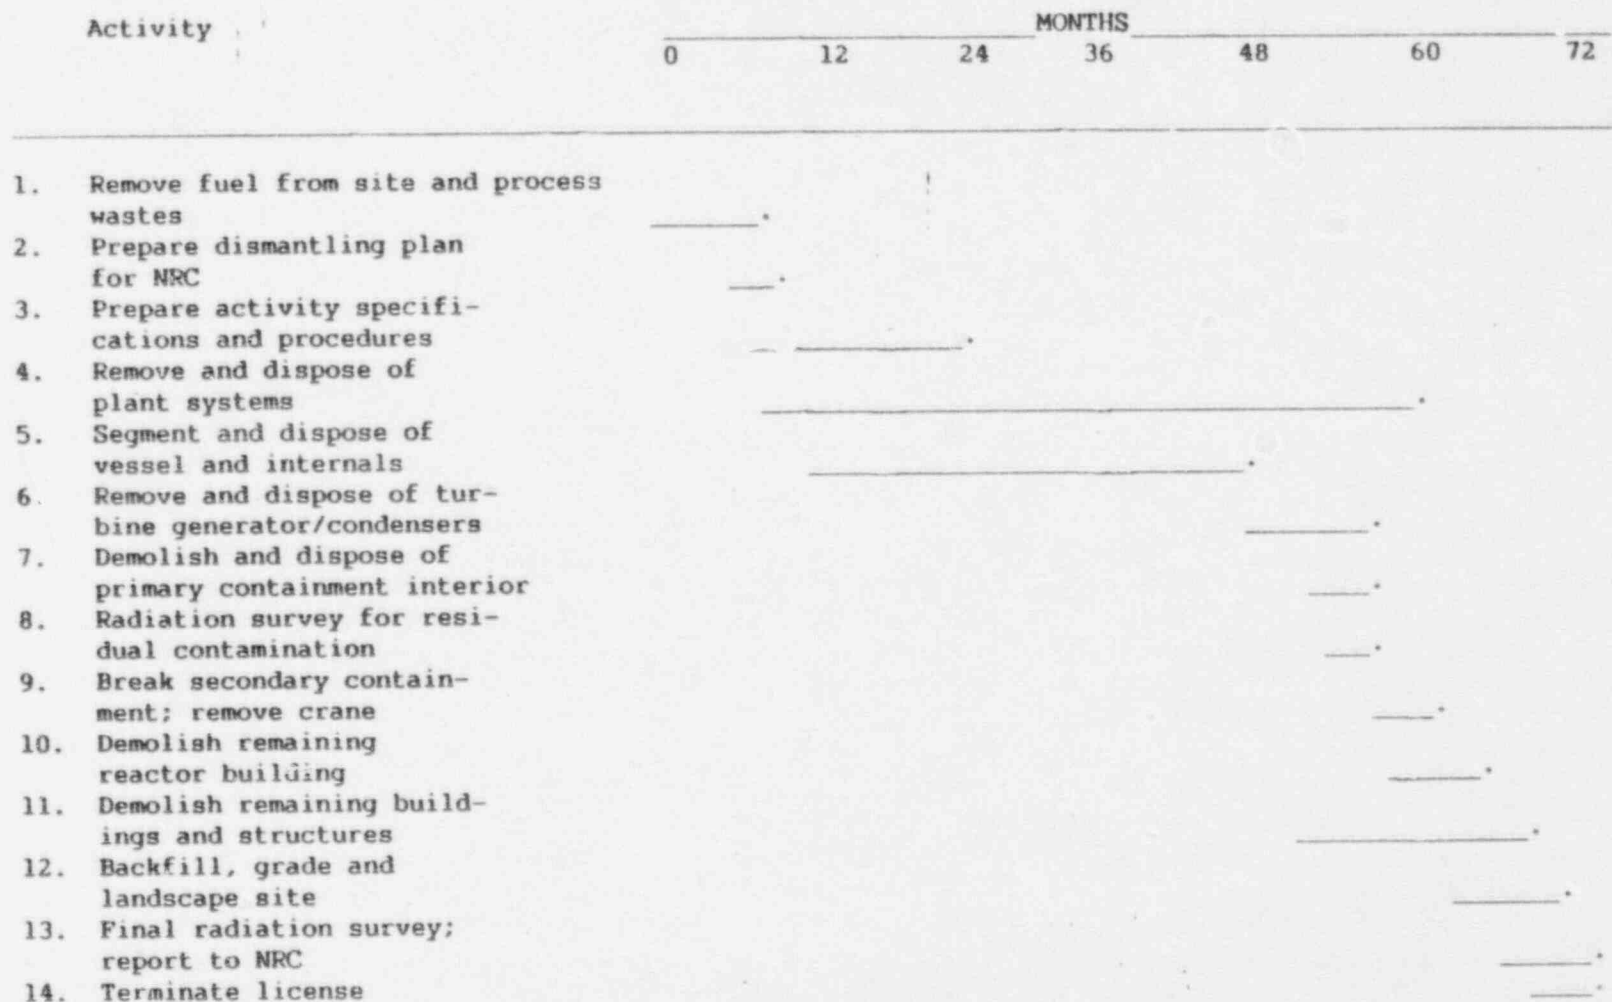 Activity MONTHS
0 12 24 36 48 60 72
1. Remove fuel from site and process
wastes
2. Prepare dismantling plan
for NRC
3. Prepare activity specifi-
cations and procedures
4. Remove and dispose of
plant systems
5. Segment and dispose of
vessel and internals
6. Remove and dispose of tur-
bine generator/condensers
7. Demolish and dispose of
primary containment interior
8. Radiation survey for resi-
dual contamination
9. Break secondary contain-
ment; remove crane
10. Demolish remaining
reactor building
11. Demolish remaining build-
ings and structures
12. Backfill, grade and
landscape site
13. Final radiation survey;
report to NRC
14. Terminate license